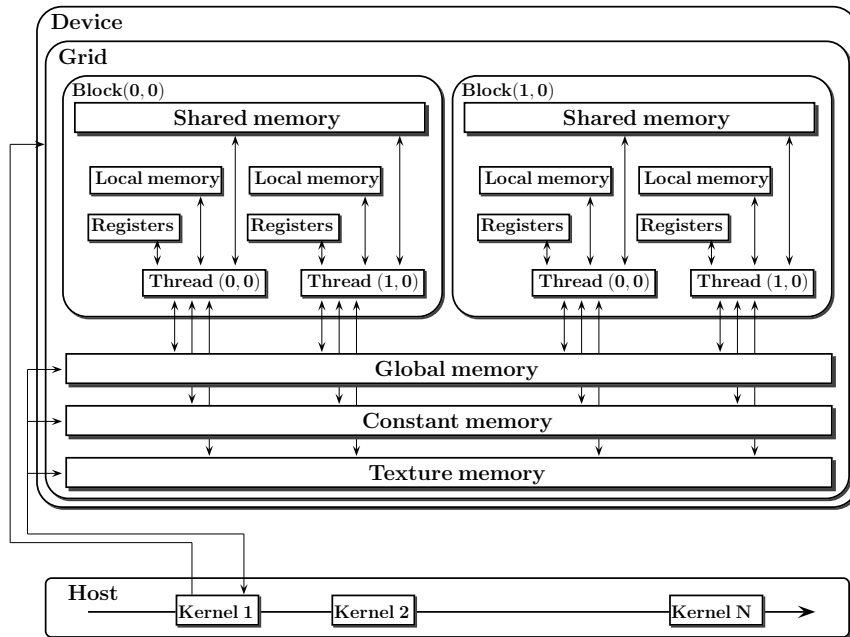 Device
Grid
Block(0, 0)
Shared memory
Local memory
Local memory
Registers
Registers
Thread (0, 0)
Thread (1, 0)
Block(1, 0)
Shared memory
Local memory
Local memory
Registers
Registers
Thread (0, 0)
Thread (1, 0)
Global memory
Constant memory
Texture memory
Host
Kernel 1
Kernel 2
Kernel N